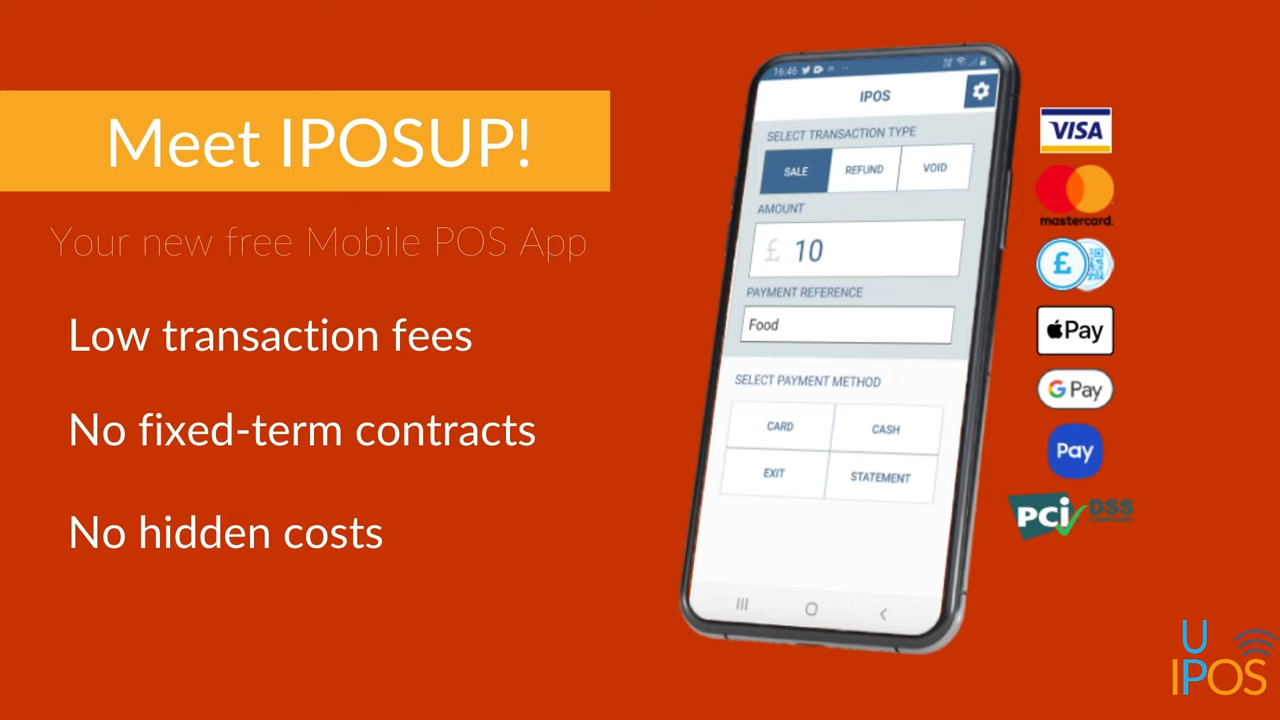 Meet IPOSUP!
Your new free Mobile POS App
Low transaction fees
No fixed-term contracts
No hidden costs
16:46
IPOS
SELECT TRANSACTION TYPE
SALE
REFUND
VOID
AMOUNT
£ 10
PAYMENT REFERENCE
Food
SELECT PAYMENT METHOD
CARD
CASH
EXIT
STATEMENT
VISA
mastercard.
£
Pay
G Pay
Pay
PCi DSS
U
IPOS